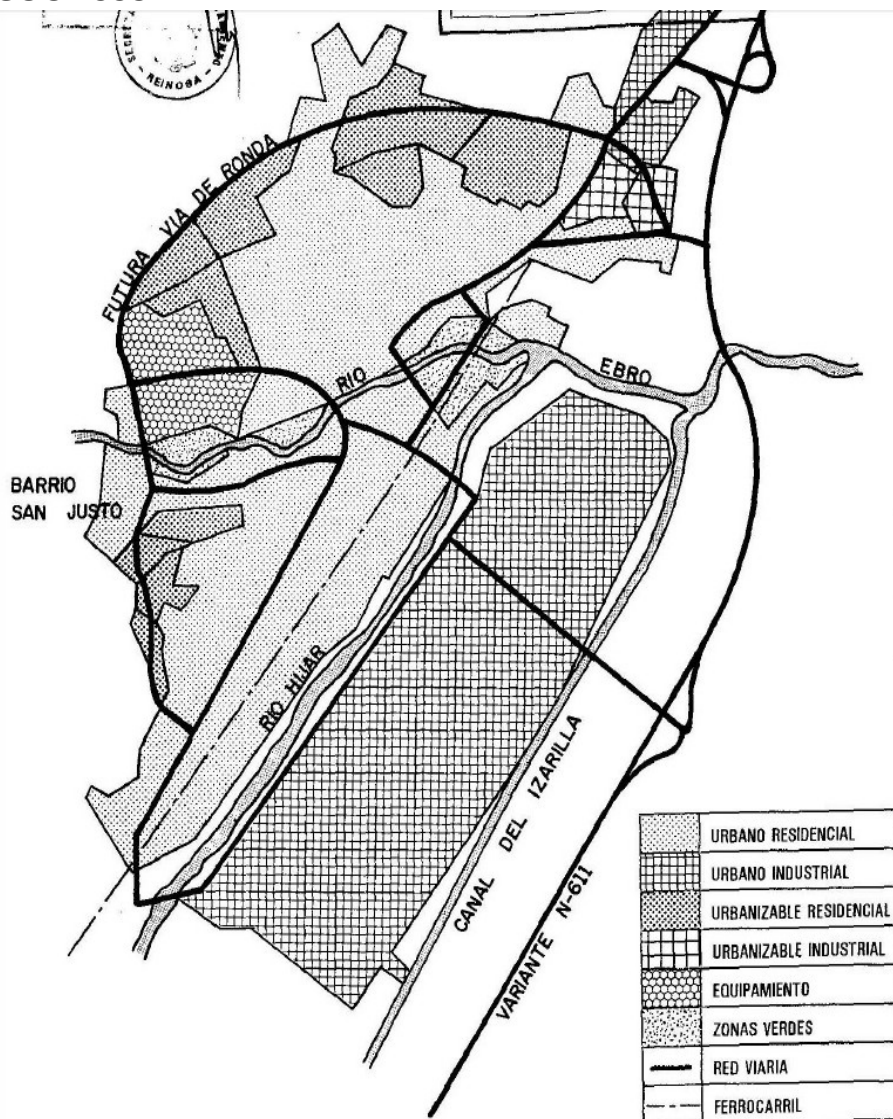 REINOSA
FUTURA VIA DE RONDA
RIO
EBRO
BARRIO
SAN JUSTO
RIO HIJAR
CANAL DEL IZARILLA
VARIANTE N-611
URBANO RESIDENCIAL
URBANO INDUSTRIAL
URBANIZABLE RESIDENCIAL
URBANIZABLE INDUSTRIAL
EQUIPAMIENTO
ZONAS VERDES
RED VIARIA
FERROCARRIL